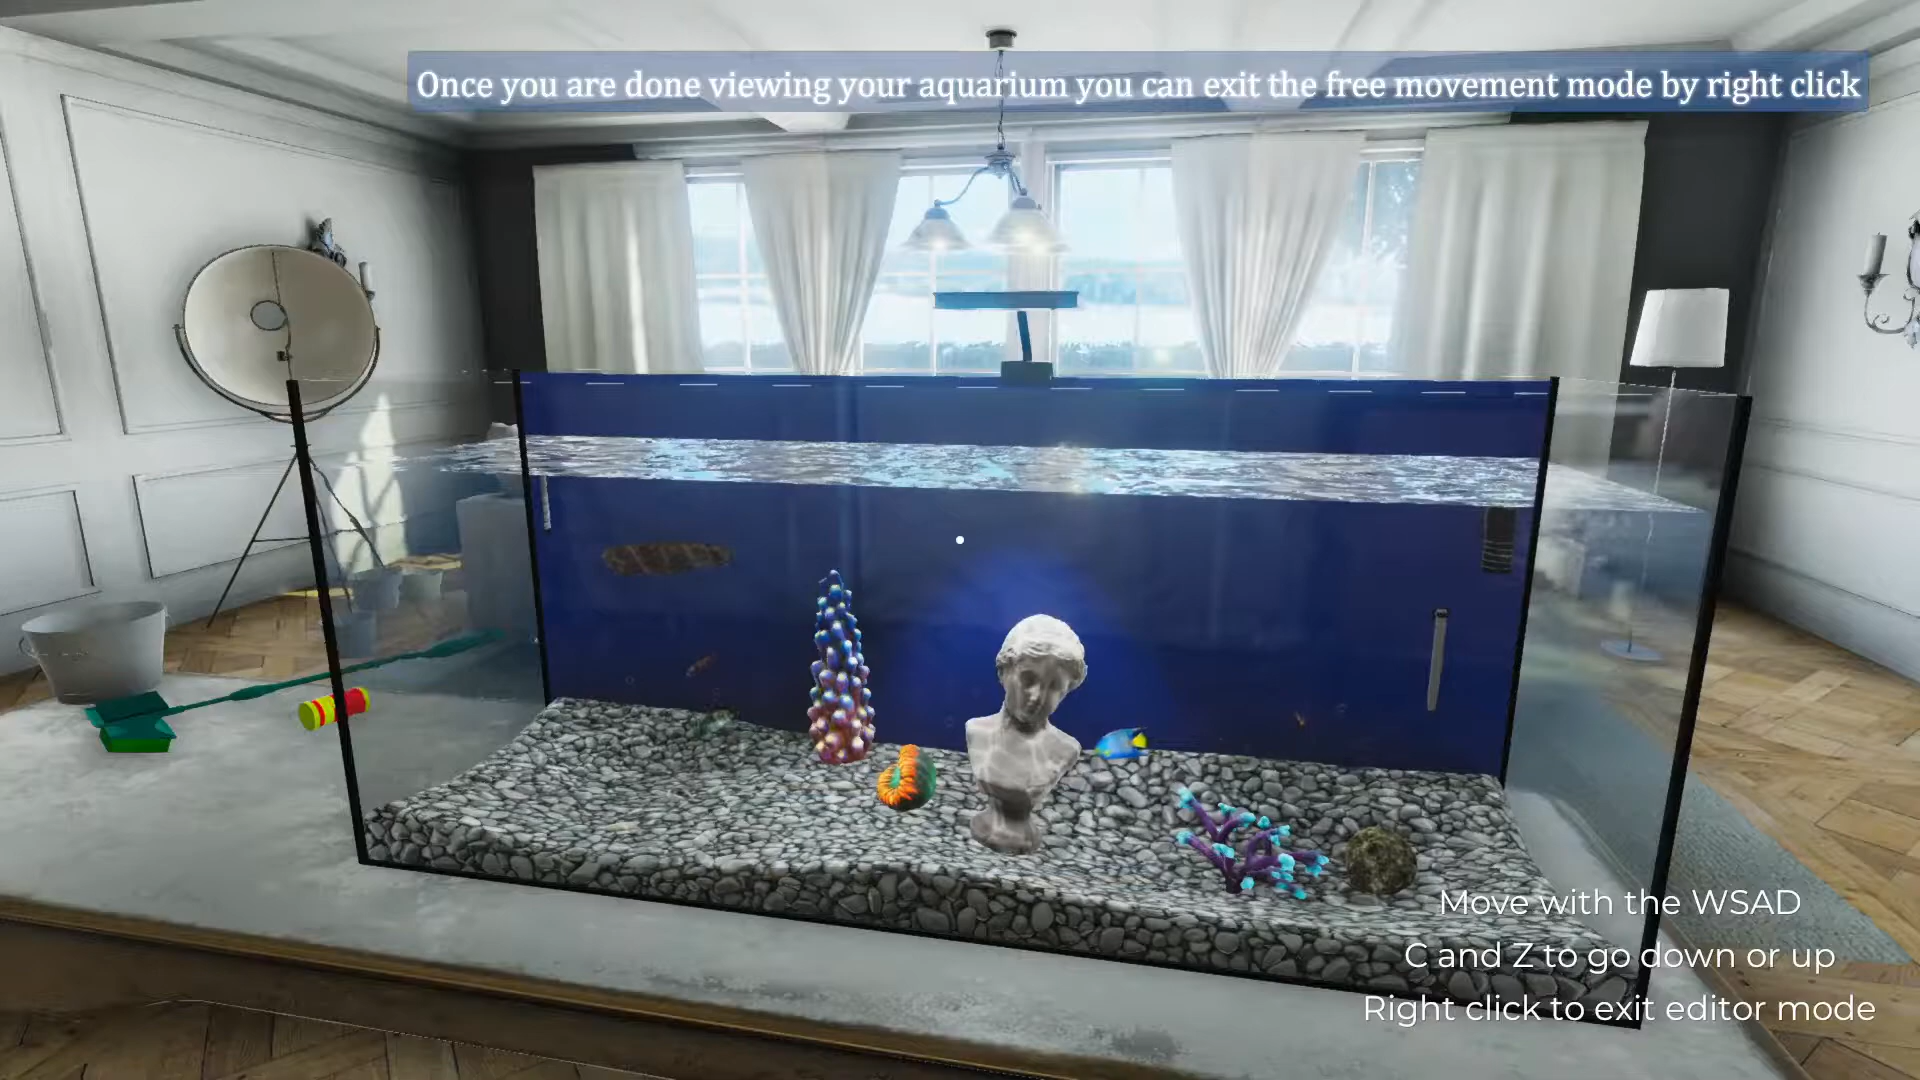 Once you are done viewing your aquarium you can exit the free movement mode by right click
Move with the WSAD
C and Z to go down or up
Right click to exit editor mode